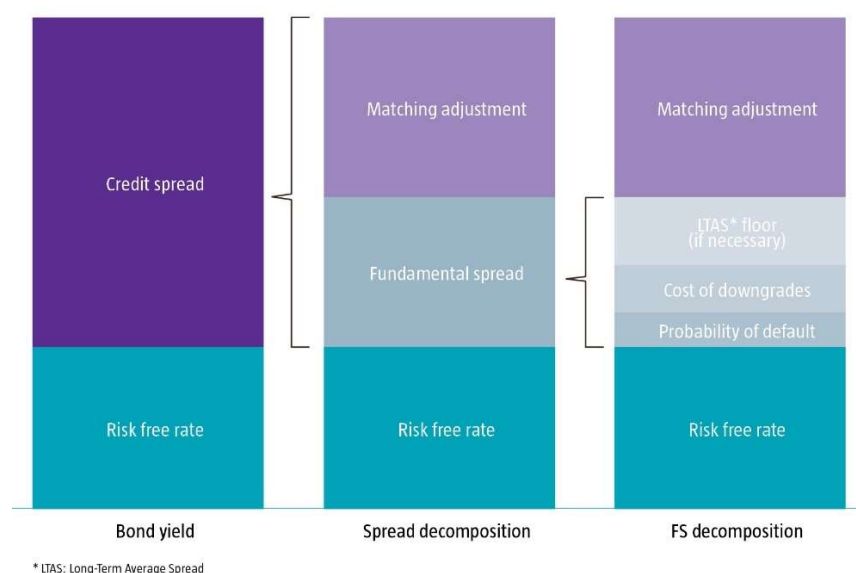 Credit spread
Risk free rate
Bond yield
Matching adjustment
Fundamental spread
Risk free rate
Spread decomposition
Matching adjustment
LTAS* floor
(if necessary)
Cost of downgrades
Probability of default
Risk free rate
FS decomposition
* LTAS: Long-Term Average Spread